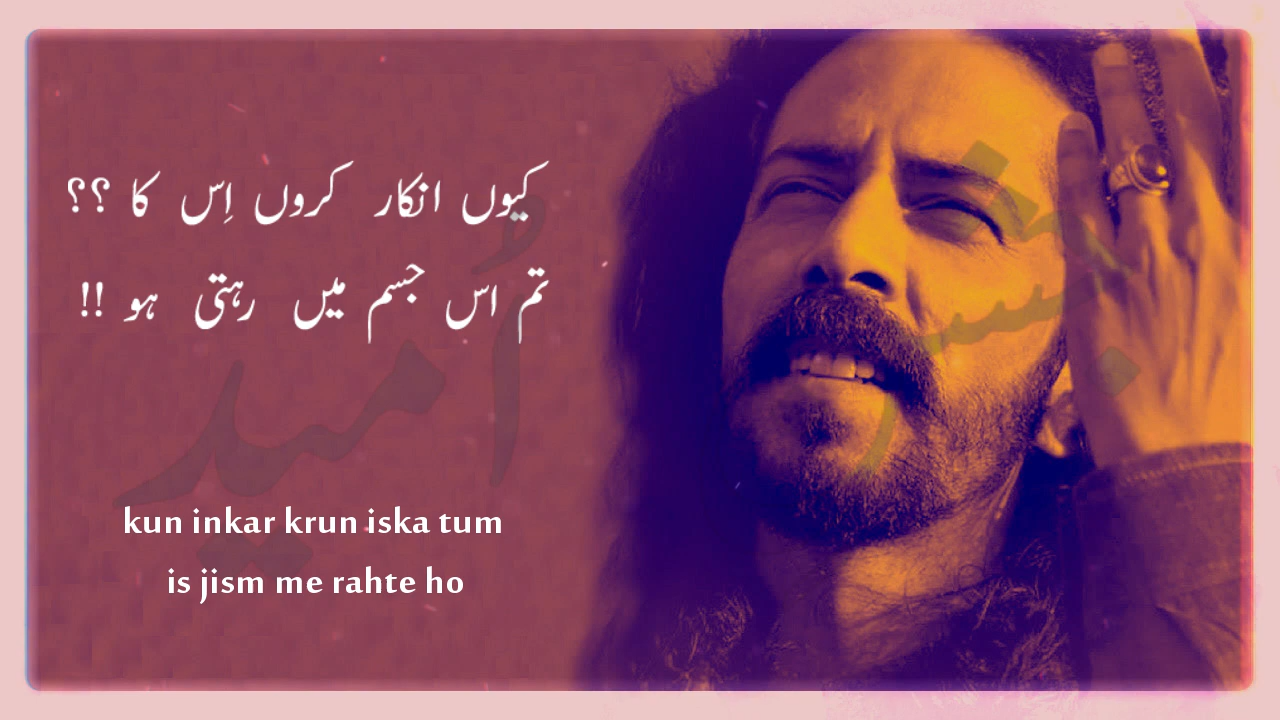 کیوں انکار کروں اِس کا ؟؟
تم اس جسم میں رہتی ہو !!
اُمید
kun inkar krun iska tum
is jism me rahte ho